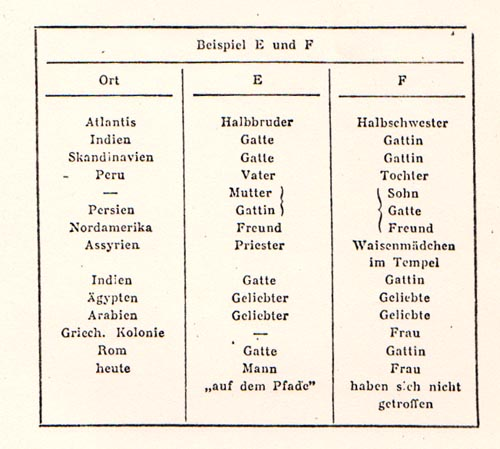 Beispiel E und F
Ort E F
Atlantis Halbbruder Halbschwester
Indien Gatte Gattin
Skandinavien Gatte Gattin
Peru Vater Tochter
— Mutter } { Sohn
Persien Gattin } { Gatte
Nordamerika Freund { Freund
Assyrien Priester Waisenmädchen
im Tempel
Indien Gatte Gattin
Ägypten Geliebter Geliebte
Arabien Geliebter Geliebte
Griech. Kolonie — Frau
Rom Gatte Gattin
heute Mann Frau
„auf dem Pfade” haben sich nicht
getroffen